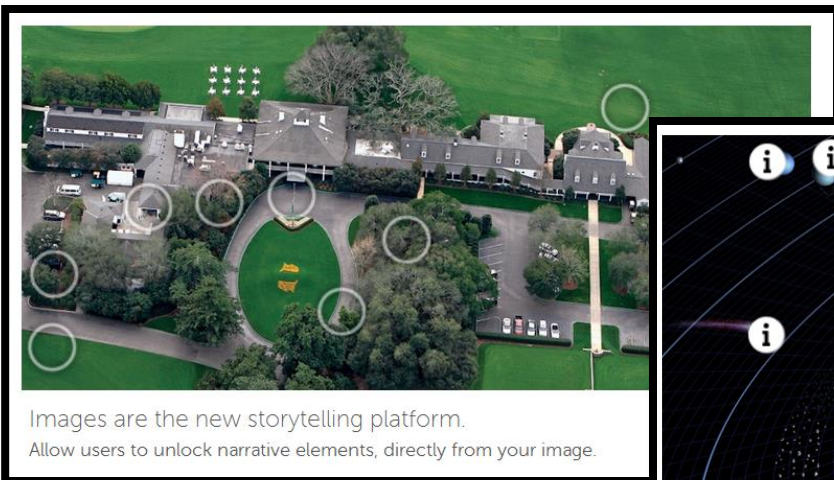 Images are the new storytelling platform.
Allow users to unlock narrative elements, directly from your image.
i i
i